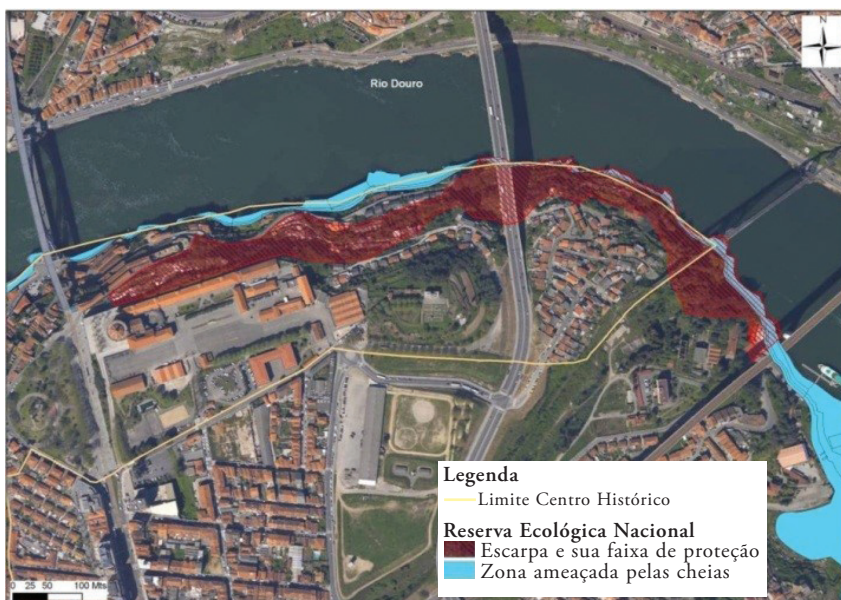 N
Rio Douro
Legenda
Limite Centro Histórico
Reserva Ecológica Nacional
Escarpa e sua faixa de proteção
Zona ameaçada pelas cheias
0 25 50 100 Mts